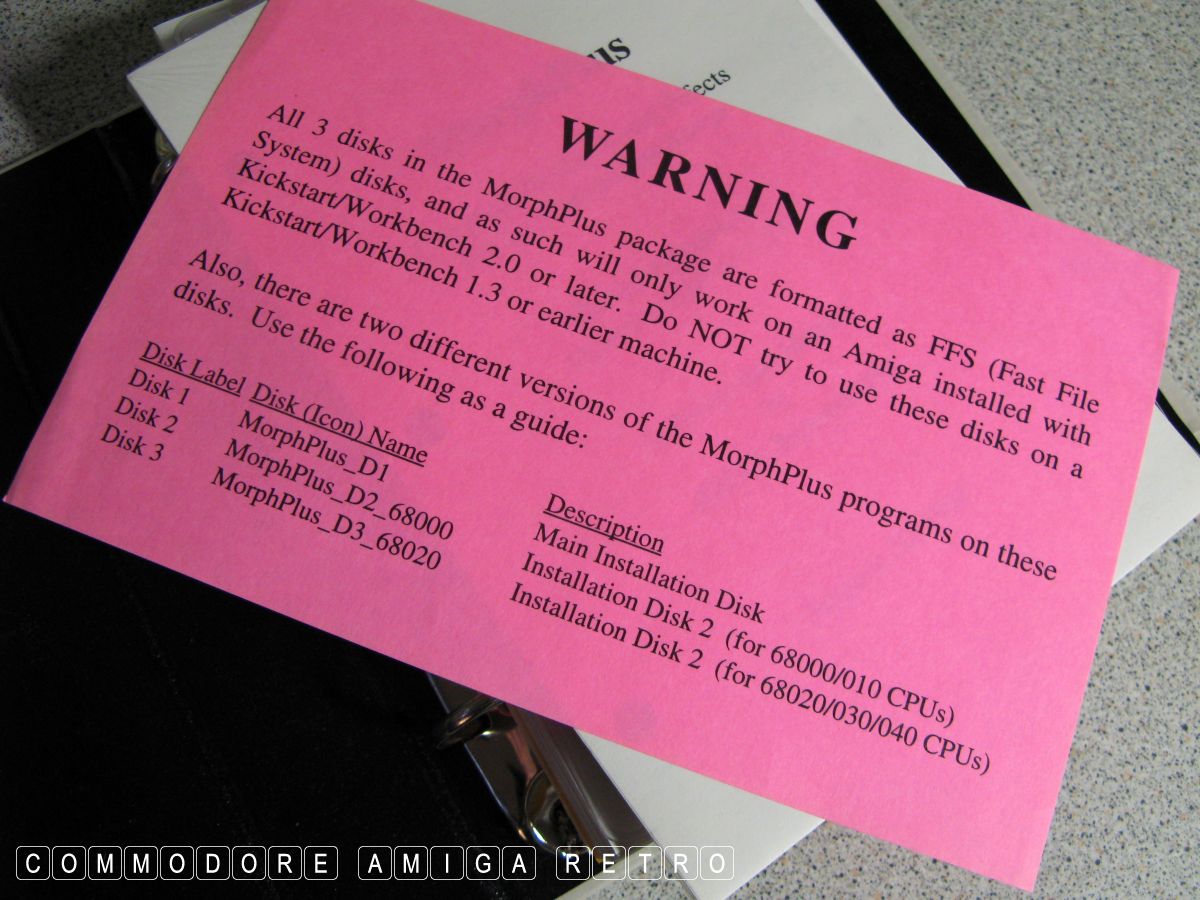 us
fects
WARNING
All 3 disks in the MorphPlus package are formatted as FFS (Fast File
System) disks, and as such will only work on an Amiga installed with
Kickstart/Workbench 2.0 or later. Do NOT try to use these disks on a
Kickstart/Workbench 1.3 or earlier machine.
Also, there are two different versions of the MorphPlus programs on these
disks. Use the following as a guide:
Disk Label Disk (Icon) Name Description
Disk 1 MorphPlus_D1 Main Installation Disk
Disk 2 MorphPlus_D2_68000 Installation Disk 2 (for 68000/010 CPUs)
Disk 3 MorphPlus_D3_68020 Installation Disk 2 (for 68020/030/040 CPUs)
COMMODORE AMIGA RETRO